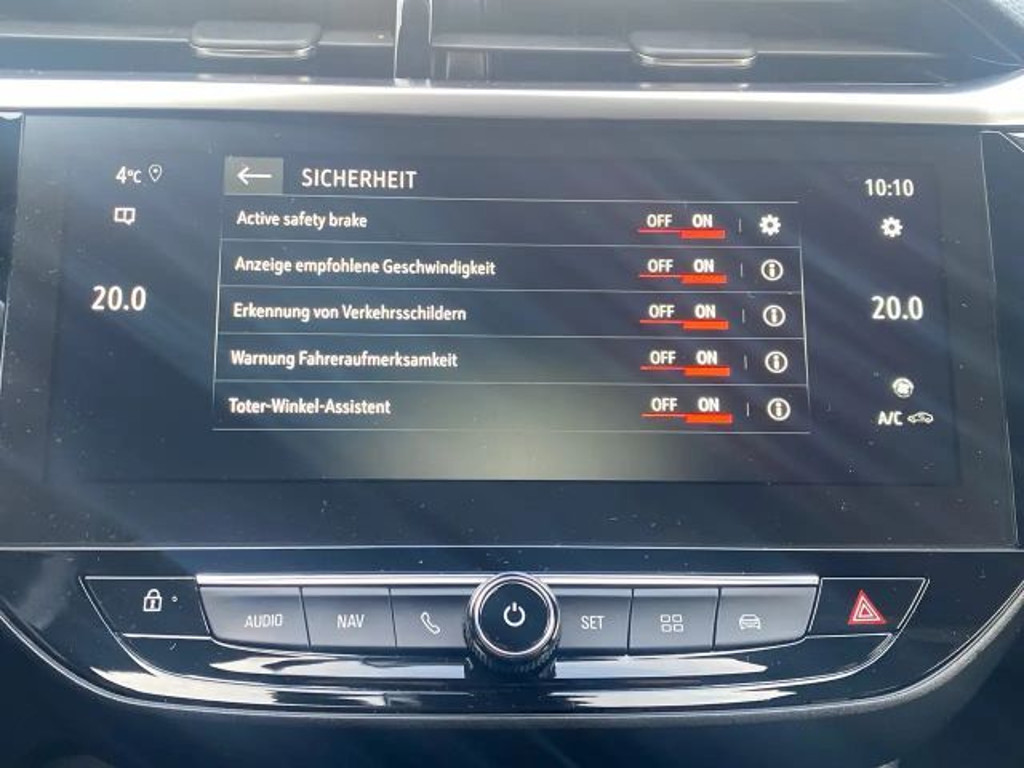 4°C
SICHERHEIT
10:10
Active safety brake OFF ON
Anzeige empfohlene Geschwindigkeit OFF ON
20.0
20.0
Erkennung von Verkehrsschildern OFF ON
Warnung Fahreraufmerksamkeit OFF ON
Toter-Winkel-Assistent OFF ON
A/C
AUDIO NAV SET